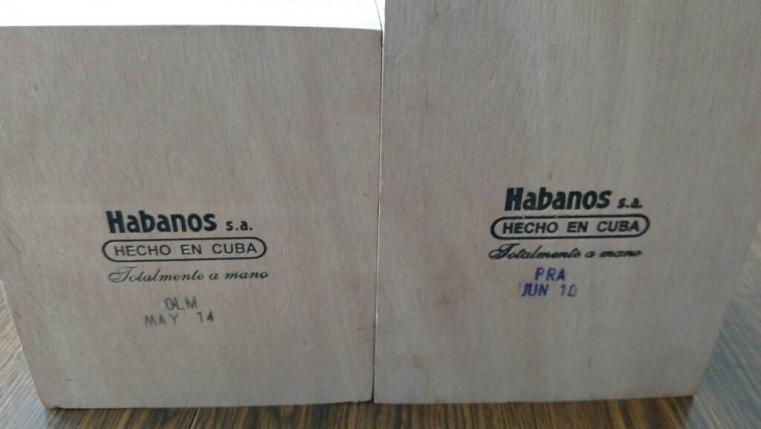 Habanos s.a.
HECHO EN CUBA
Totalmente a mano
OLM
MAY 14
Habanos s.a.
HECHO EN CUBA
Totalmente a mano
PRA
JUN 10